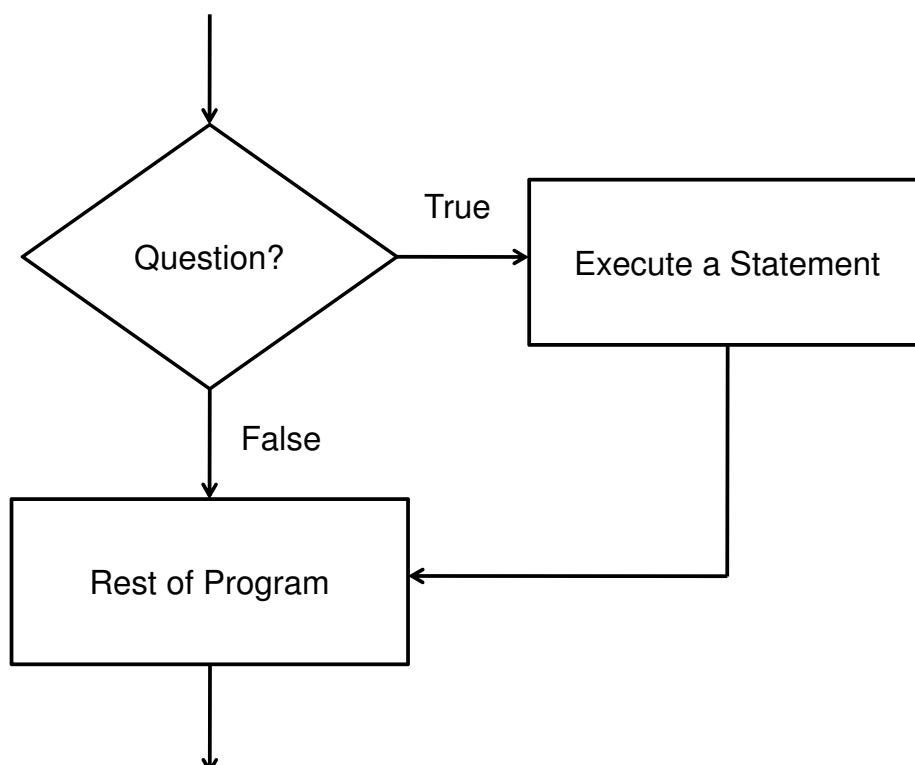 True
Question?
Execute a Statement
False
Rest of Program